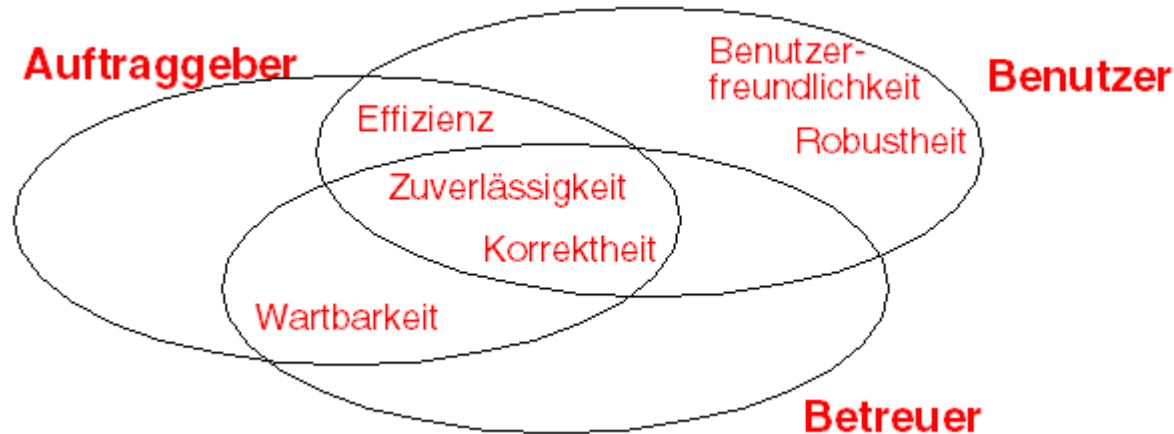 Auftraggeber
Benutzer-
freundlichkeit
Benutzer
Effizienz
Robustheit
Zuverlässigkeit
Korrektheit
Wartbarkeit
Betreuer